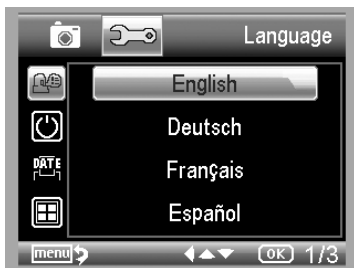 Language
English
Deutsch
DATE
Français
Español
menu OK 1/3